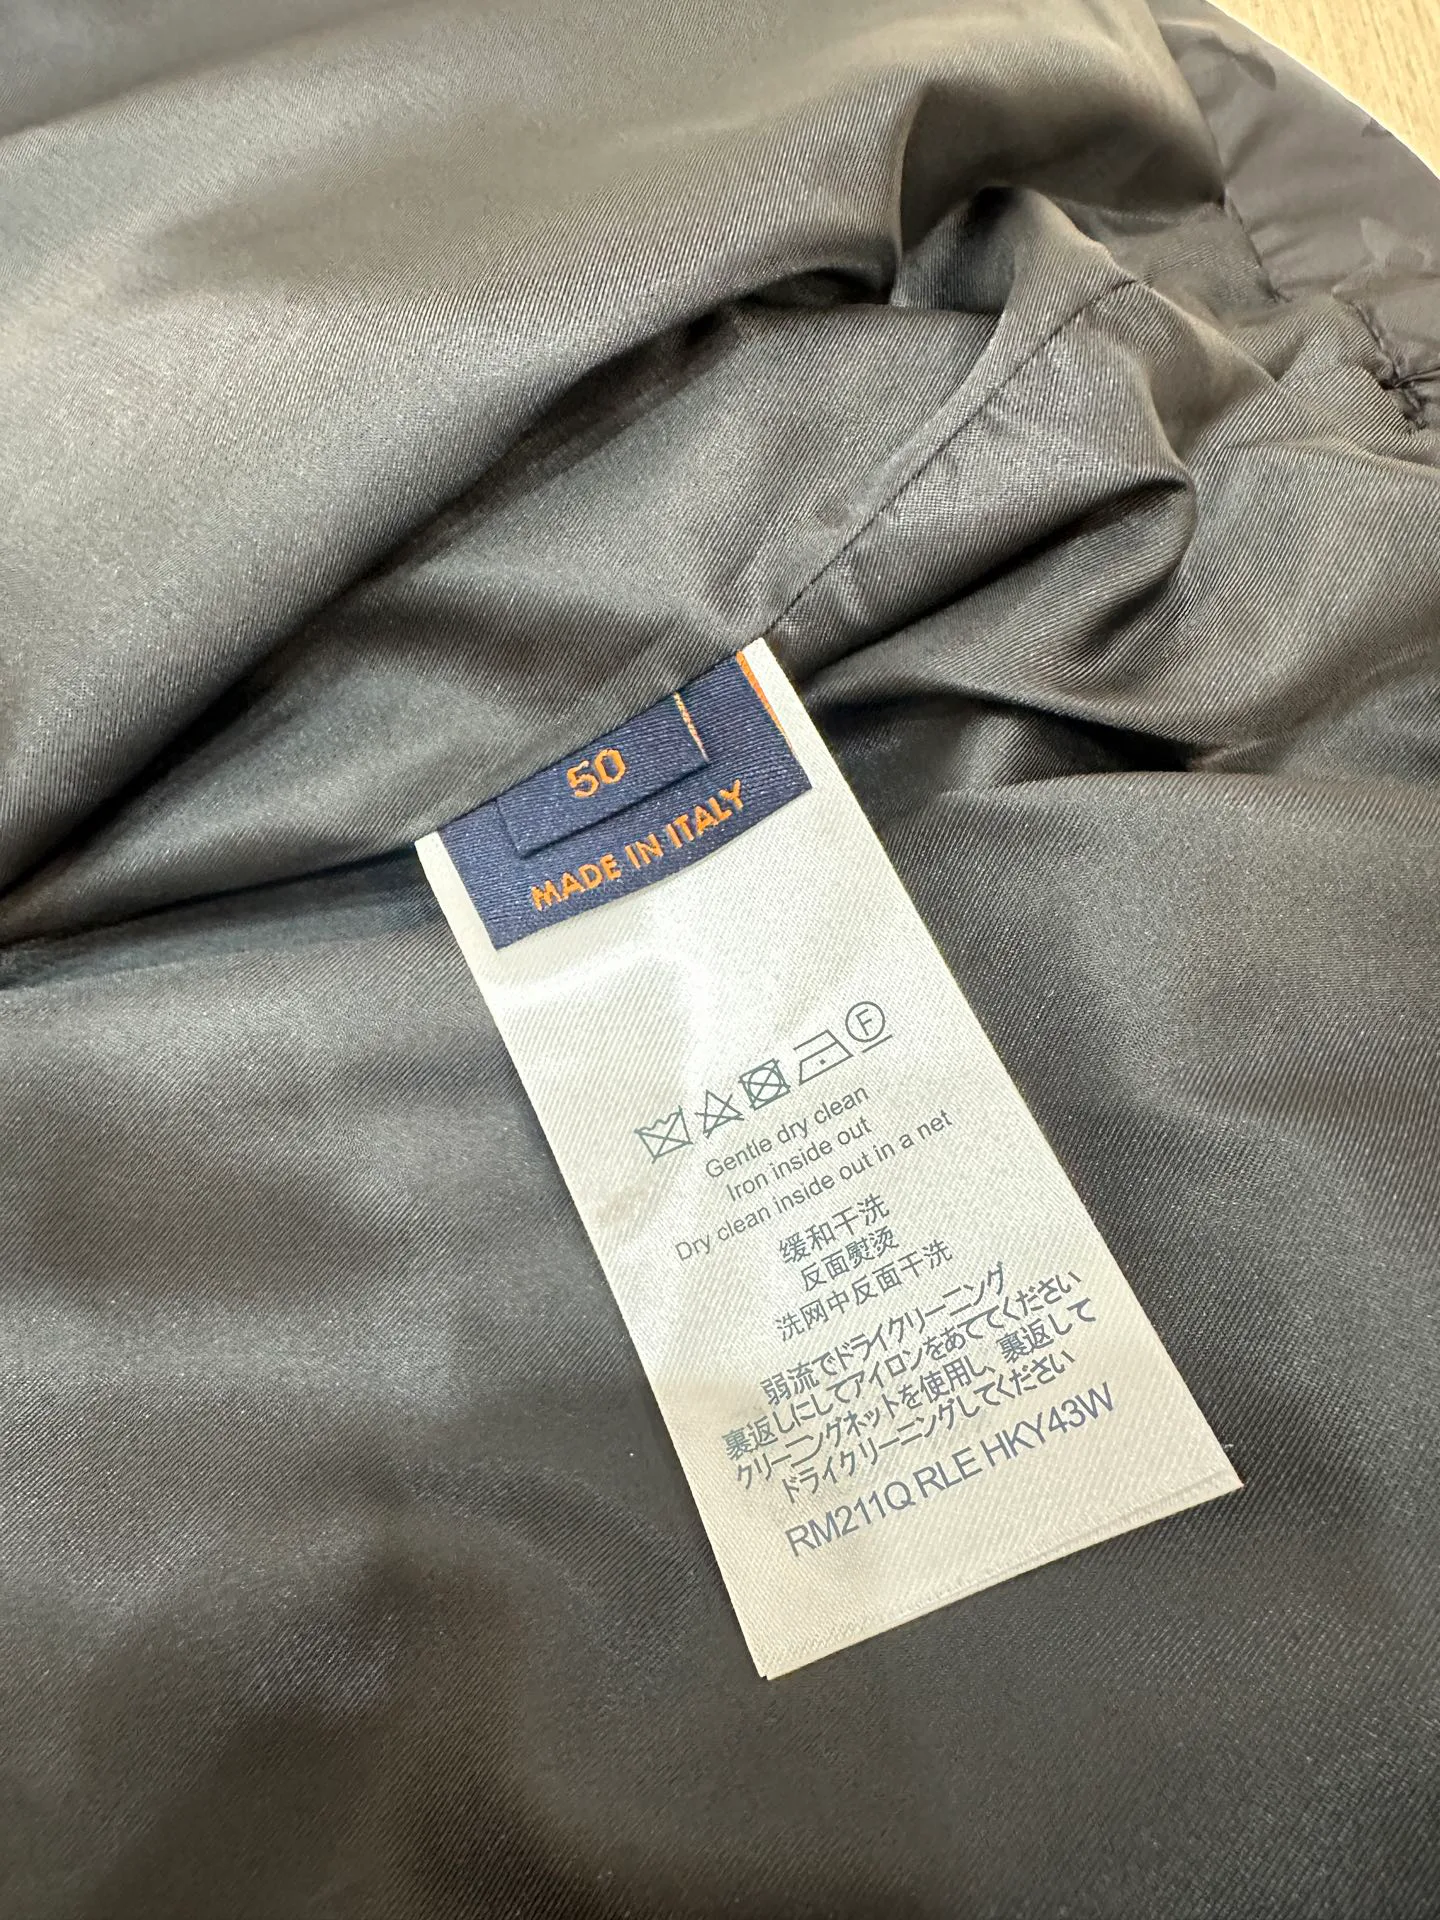 50
MADE IN ITALY
F
Gentle dry clean
Iron inside out
Dry clean inside out in a net
缓和干洗
反面熨烫
洗网中反面干洗
弱流でドライクリーニング
裏返しにしてアイロンをあててください
クリーニングネットを使用し、裏返して
ドライクリーニングしてください
RM211Q RLE HKY43W